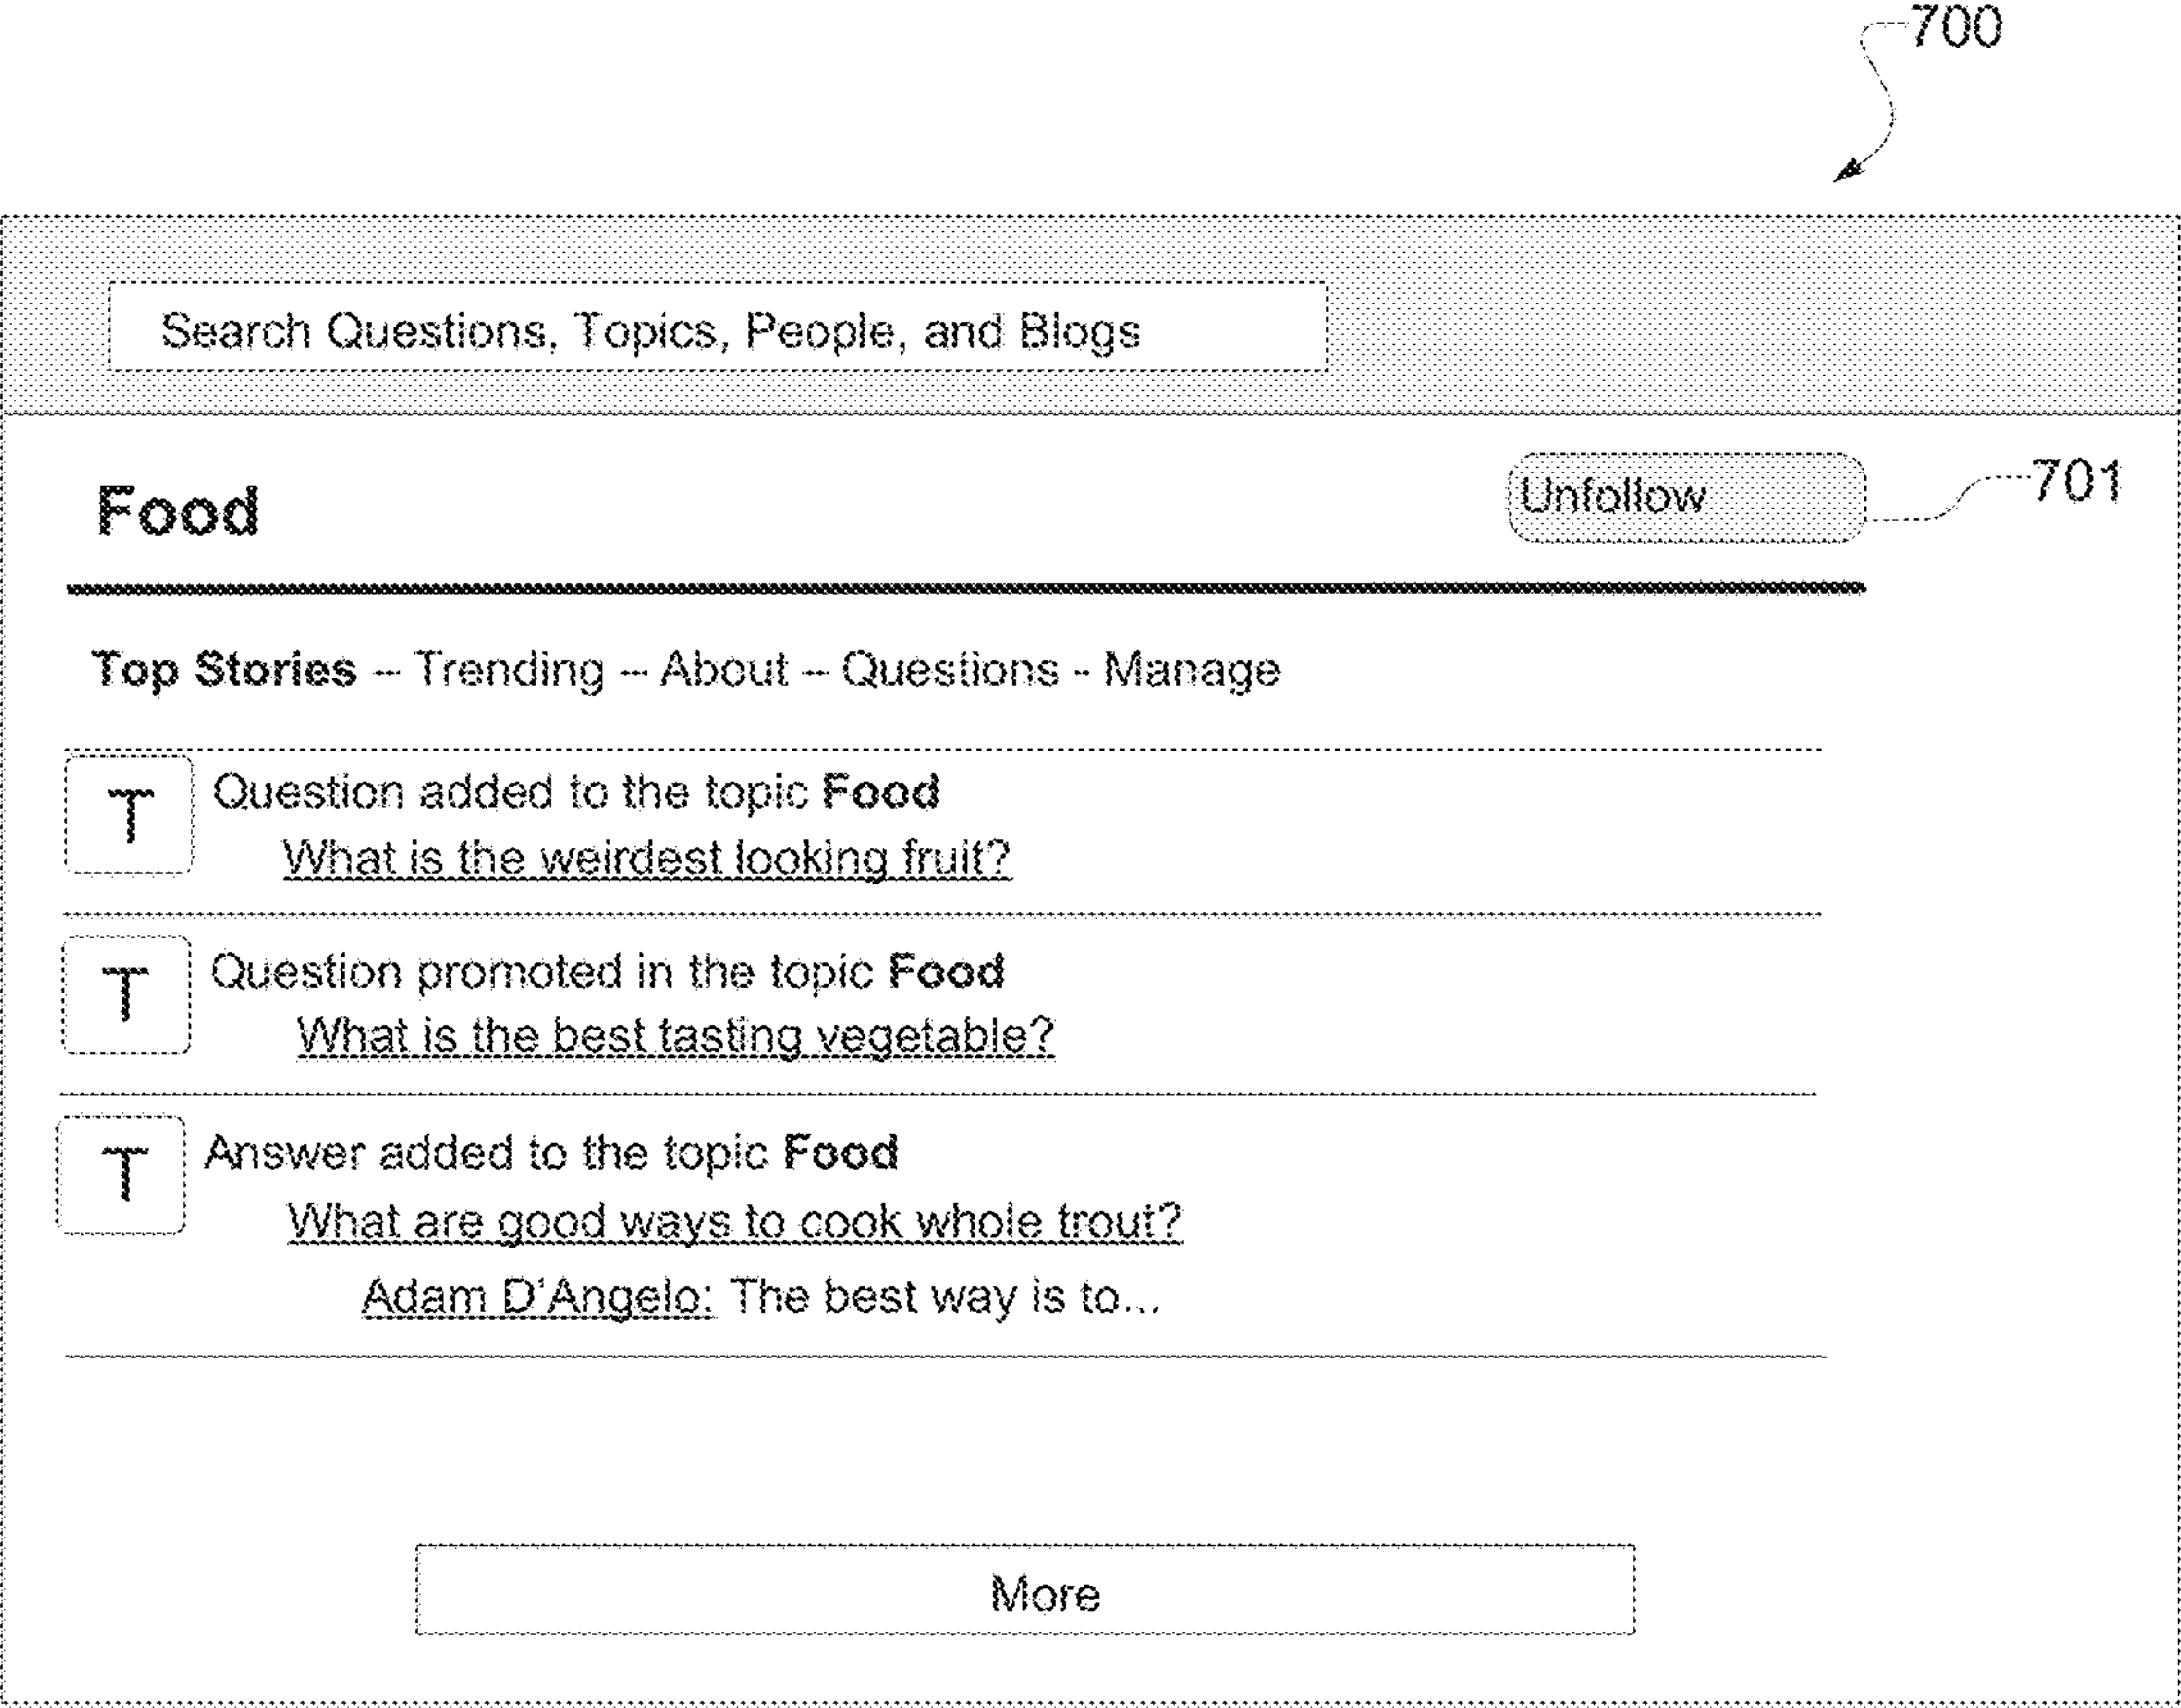 700
Search Questions, Topics, People, and Blogs
Food
Unfollow
701
Top Stories – Trending – About – Questions - Manage
T
Question added to the topic Food
What is the weirdest looking fruit?
T
Question promoted in the topic Food
What is the best tasting vegetable?
T
Answer added to the topic Food
What are good ways to cook whole trout?
Adam D'Angelo: The best way is to...
More